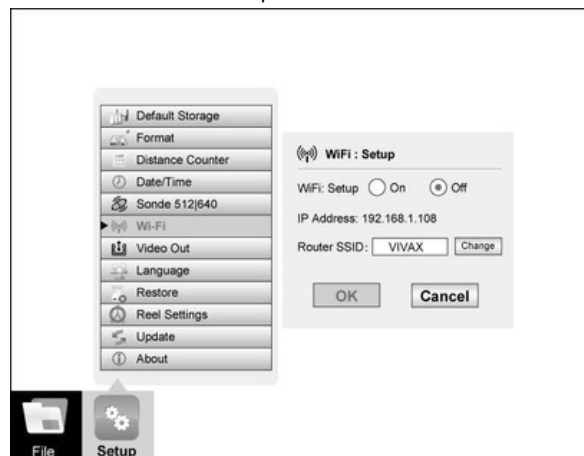 Default Storage
Format
Distance Counter
Date/Time
Sonde 512|640
Wi-Fi
Video Out
Language
Restore
Reel Settings
Update
About
WiFi : Setup
WiFi: Setup On Off
IP Address: 192.168.1.108
Router SSID: VIVAX Change
OK Cancel
File Setup